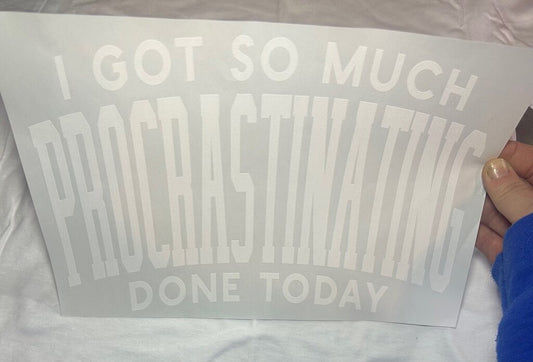 I GOT SO MUCH
PROCRASTINATING
DONE TODAY